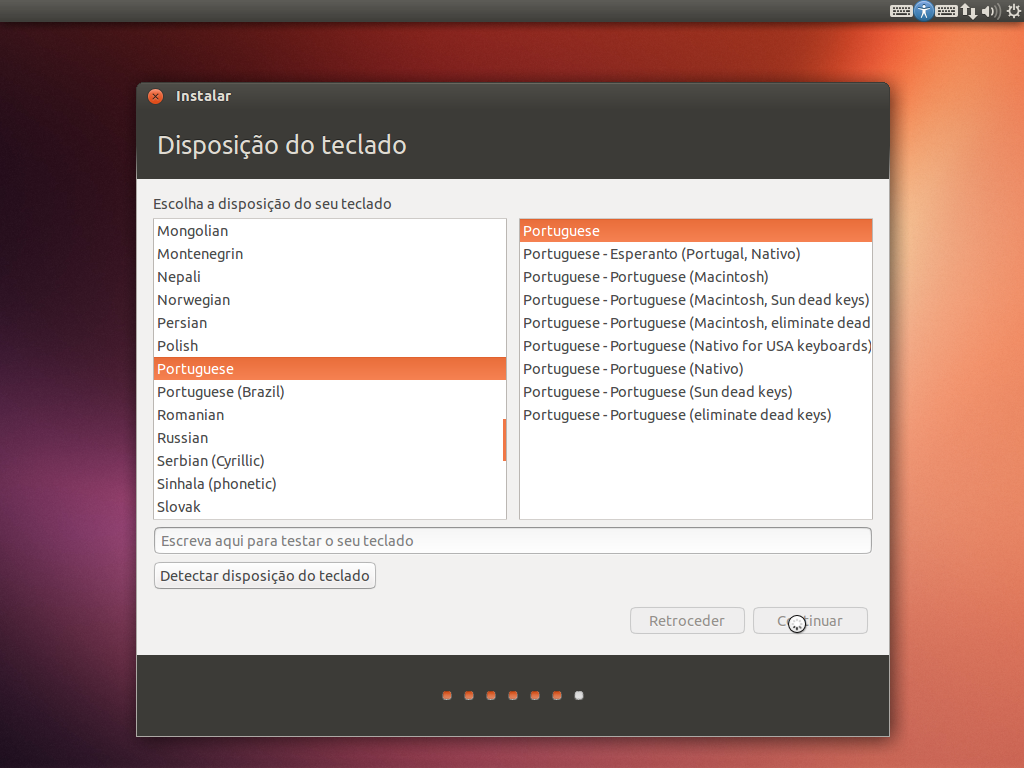 Instalar
Disposição do teclado
Escolha a disposição do seu teclado
Mongolian
Montenegrin
Nepali
Norwegian
Persian
Polish
Portuguese
Portuguese (Brazil)
Romanian
Russian
Serbian (Cyrillic)
Sinhala (phonetic)
Slovak
Portuguese
Portuguese - Esperanto (Portugal, Nativo)
Portuguese - Portuguese (Macintosh)
Portuguese - Portuguese (Macintosh, Sun dead keys)
Portuguese - Portuguese (Macintosh, eliminate dead
Portuguese - Portuguese (Nativo for USA keyboards)
Portuguese - Portuguese (Nativo)
Portuguese - Portuguese (Sun dead keys)
Portuguese - Portuguese (eliminate dead keys)
Escreva aqui para testar o seu teclado
Detectar disposição do teclado
Retroceder
Continuar